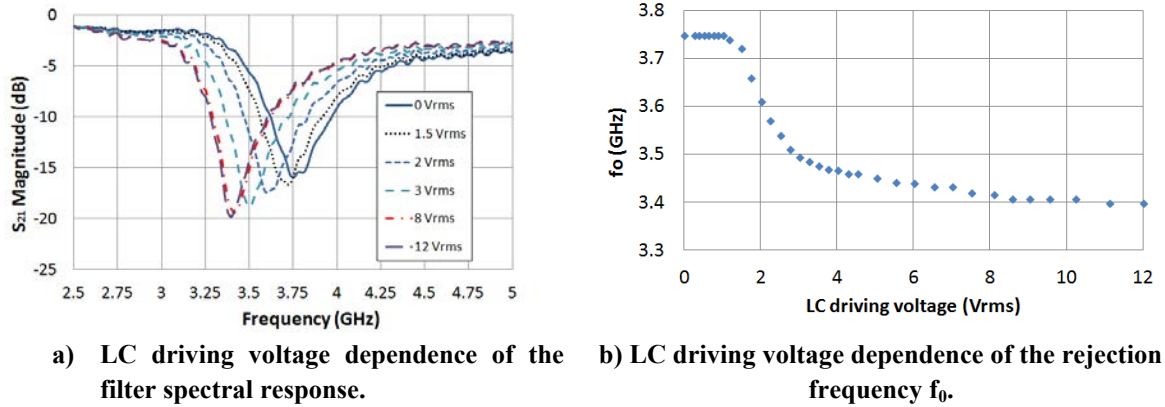 0
-5
-10
-15
-20
-25
S21 Magnitude (dB)
2.5 2.75 3 3.25 3.5 3.75 4 4.25 4.5 4.75 5
Frequency (GHz)
0 Vrms
1.5 Vrms
2 Vrms
3 Vrms
8 Vrms
12 Vrms
a) LC driving voltage dependence of the
filter spectral response.
3.8
3.7
3.6
3.5
3.4
3.3
fo (GHz)
0 2 4 6 8 10 12
LC driving voltage (Vrms)
b) LC driving voltage dependence of the rejection
frequency f0.